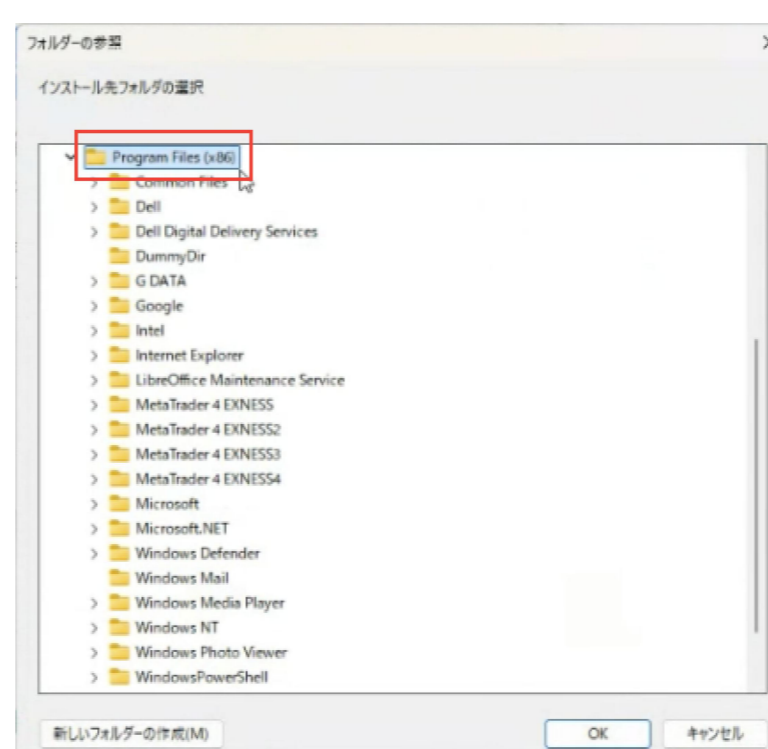 フォルダーの参照
インストール先フォルダの選択
Program Files (x86)
Common Files
Dell
Dell Digital Delivery Services
DummyDir
G DATA
Google
Intel
Internet Explorer
LibreOffice Maintenance Service
MetaTrader 4 EXNESS
MetaTrader 4 EXNESS2
MetaTrader 4 EXNESS3
MetaTrader 4 EXNESS4
Microsoft
Microsoft.NET
Windows Defender
Windows Mail
Windows Media Player
Windows NT
Windows Photo Viewer
WindowsPowerShell
新しいフォルダーの作成(M) OK キャンセル